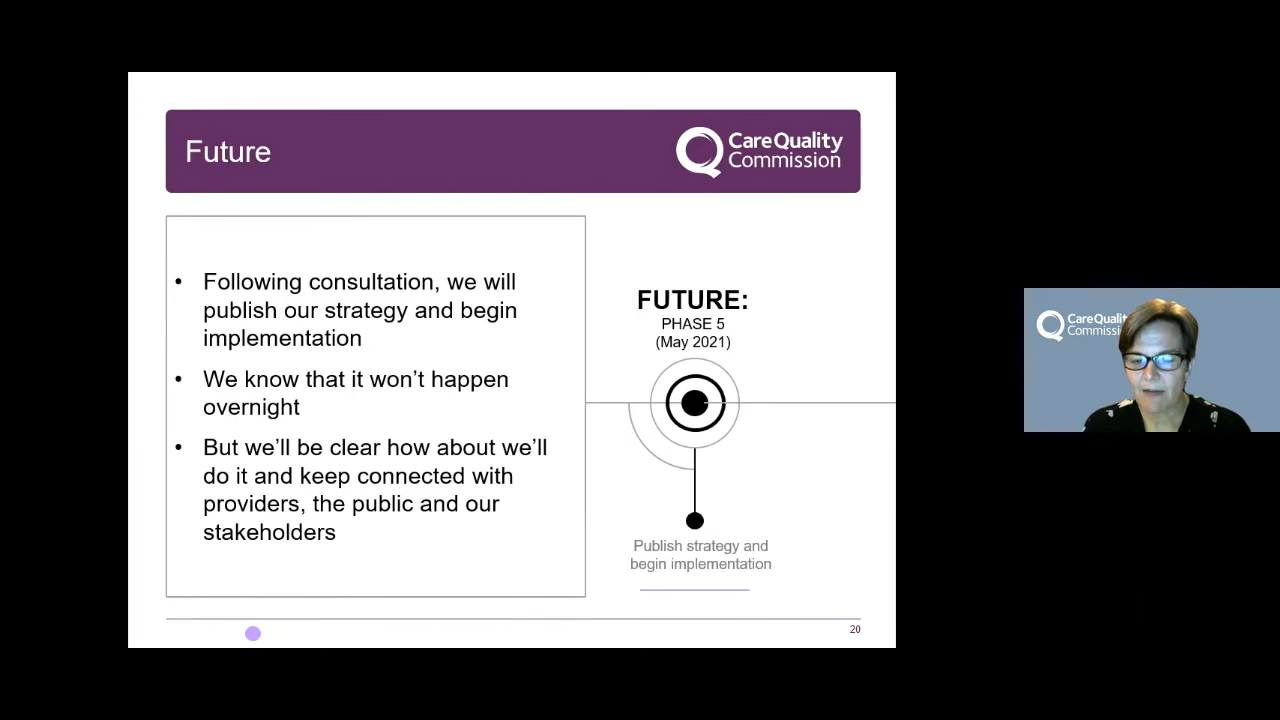 Future
CareQuality
Commission
• Following consultation, we will
publish our strategy and begin
implementation
• We know that it won’t happen
overnight
• But we’ll be clear how about we’ll
do it and keep connected with
providers, the public and our
stakeholders
FUTURE:
PHASE 5
(May 2021)
Publish strategy and
begin implementation
20
CareQuality
Commission